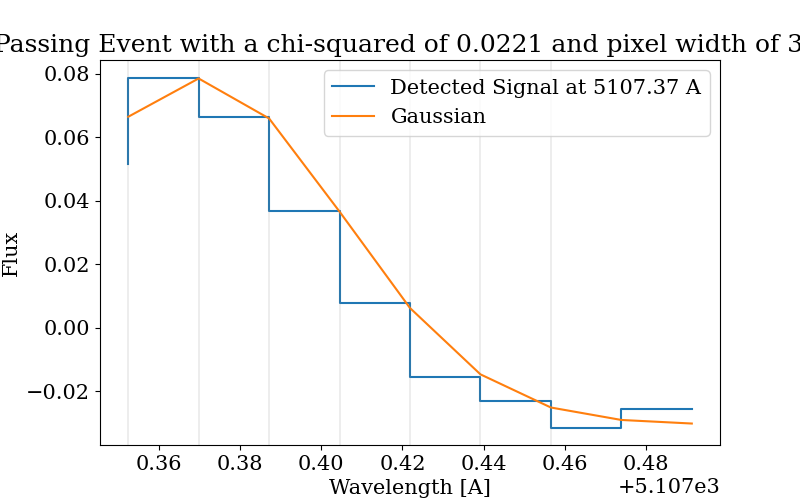 Passing Event with a chi-squared of 0.0221 and pixel width of 3
Detected Signal at 5107.37 A
Gaussian
0.08
0.06
0.04
0.02
0.00
−0.02
Flux
0.36 0.38 0.40 0.42 0.44 0.46 0.48
Wavelength [A]
+5.107e3